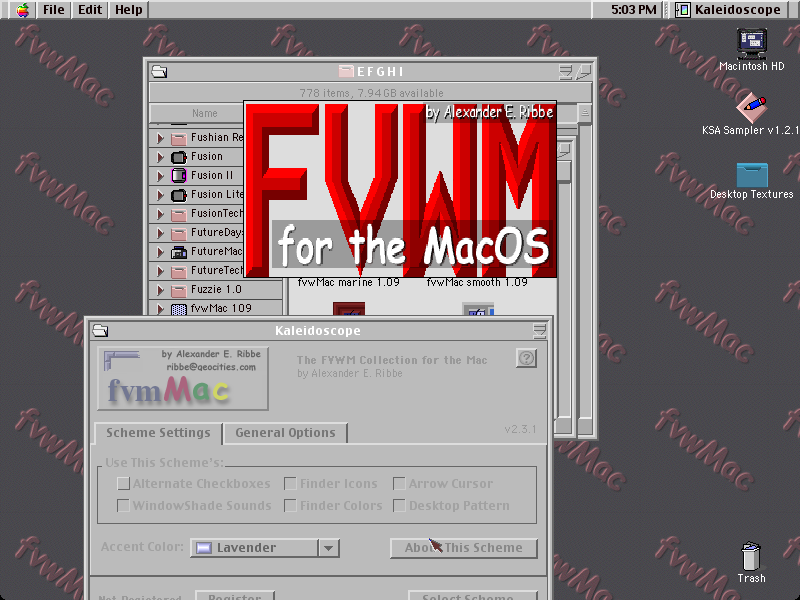 File Edit Help 5:03 PM Kaleidoscope
fvwMac
Macintosh HD
KSA Sampler v1.2.1
Desktop Textures
Trash
EFGHI
778 items, 7.94 GB available
Name
Fushian Re
Fusion
Fusion II
Fusion Lite
FusionTech
FutureDays
FutureMac
FutureTech
Fuzzie 1.0
fvwMac 109
by Alexander E. Ribbe
FVWM
for the MacOS
fvwMac marine 1.09 fvwMac smooth 1.09
Kaleidoscope
by Alexander E. Ribbe
ribbe@geocities.com
fvmMac
The FVWM Collection for the Mac
by Alexander E. Ribbe
?
Scheme Settings General Options v2.3.1
Use This Scheme's:
Alternate Checkboxes Finder Icons Arrow Cursor
WindowShade Sounds Finder Colors Desktop Pattern
Accent Color: Lavender About This Scheme
Not Registered Register Select Scheme